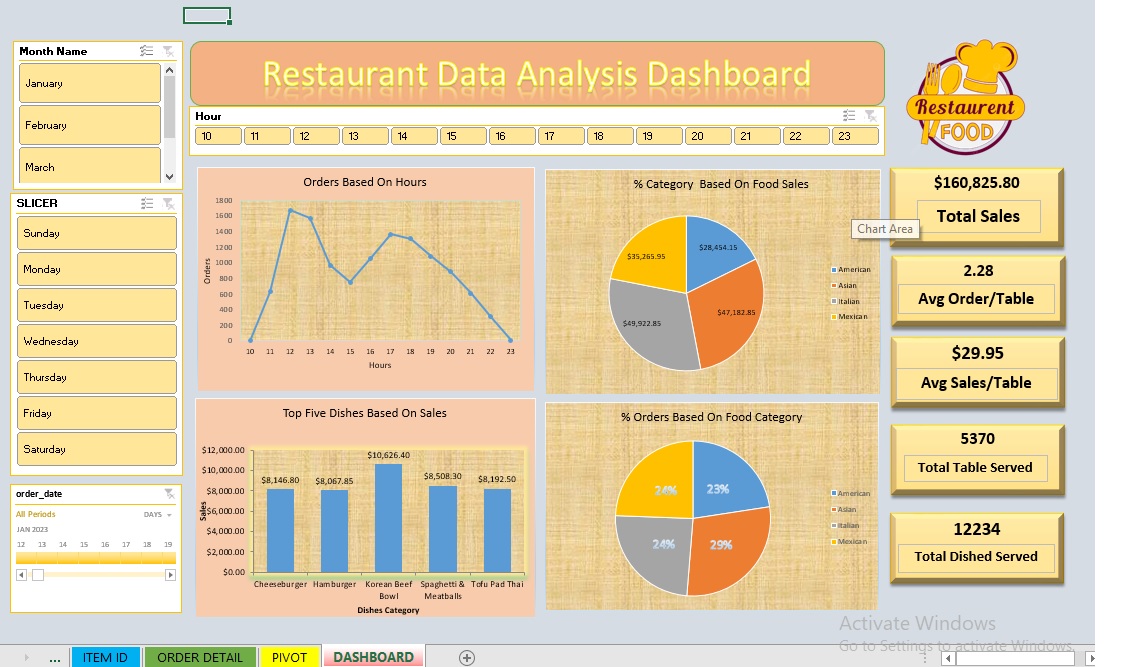 Month Name
January
February
March
SLICER
Sunday
Monday
Tuesday
Wednesday
Thursday
Friday
Saturday
order_date
All Periods
DAYS
JAN 2023
12 13 14 15 16 17 18 19
Restaurant Data Analysis Dashboard
Hour
10 11 12 13 14 15 16 17 18 19 20 21 22 23
Orders Based On Hours
Orders
1800
1600
1400
1200
1000
800
600
400
200
0
10 11 12 13 14 15 16 17 18 19 20 21 22 23
Hours
% Category Based On Food Sales
$28,454.15
$35,265.95
$47,182.85
$49,922.85
American
Asian
Italian
Mexican
Chart Area
Top Five Dishes Based On Sales
Sales
$12,000.00
$10,000.00
$8,000.00
$6,000.00
$4,000.00
$2,000.00
$0.00
$8,146.80
$8,067.85
$10,626.40
$8,508.30
$8,192.50
Cheeseburger Hamburger Korean Beef Spaghetti & Tofu Pad Thai
Bowl Meatballs
Dishes Category
% Orders Based On Food Category
24% 23%
24% 29%
American
Asian
Italian
Mexican
Restaurent
FOOD
$160,825.80
Total Sales
2.28
Avg Order/Table
$29.95
Avg Sales/Table
5370
Total Table Served
12234
Total Dished Served
Activate Windows
Go to Settings to activate Windows.
... ITEM ID ORDER DETAIL PIVOT DASHBOARD